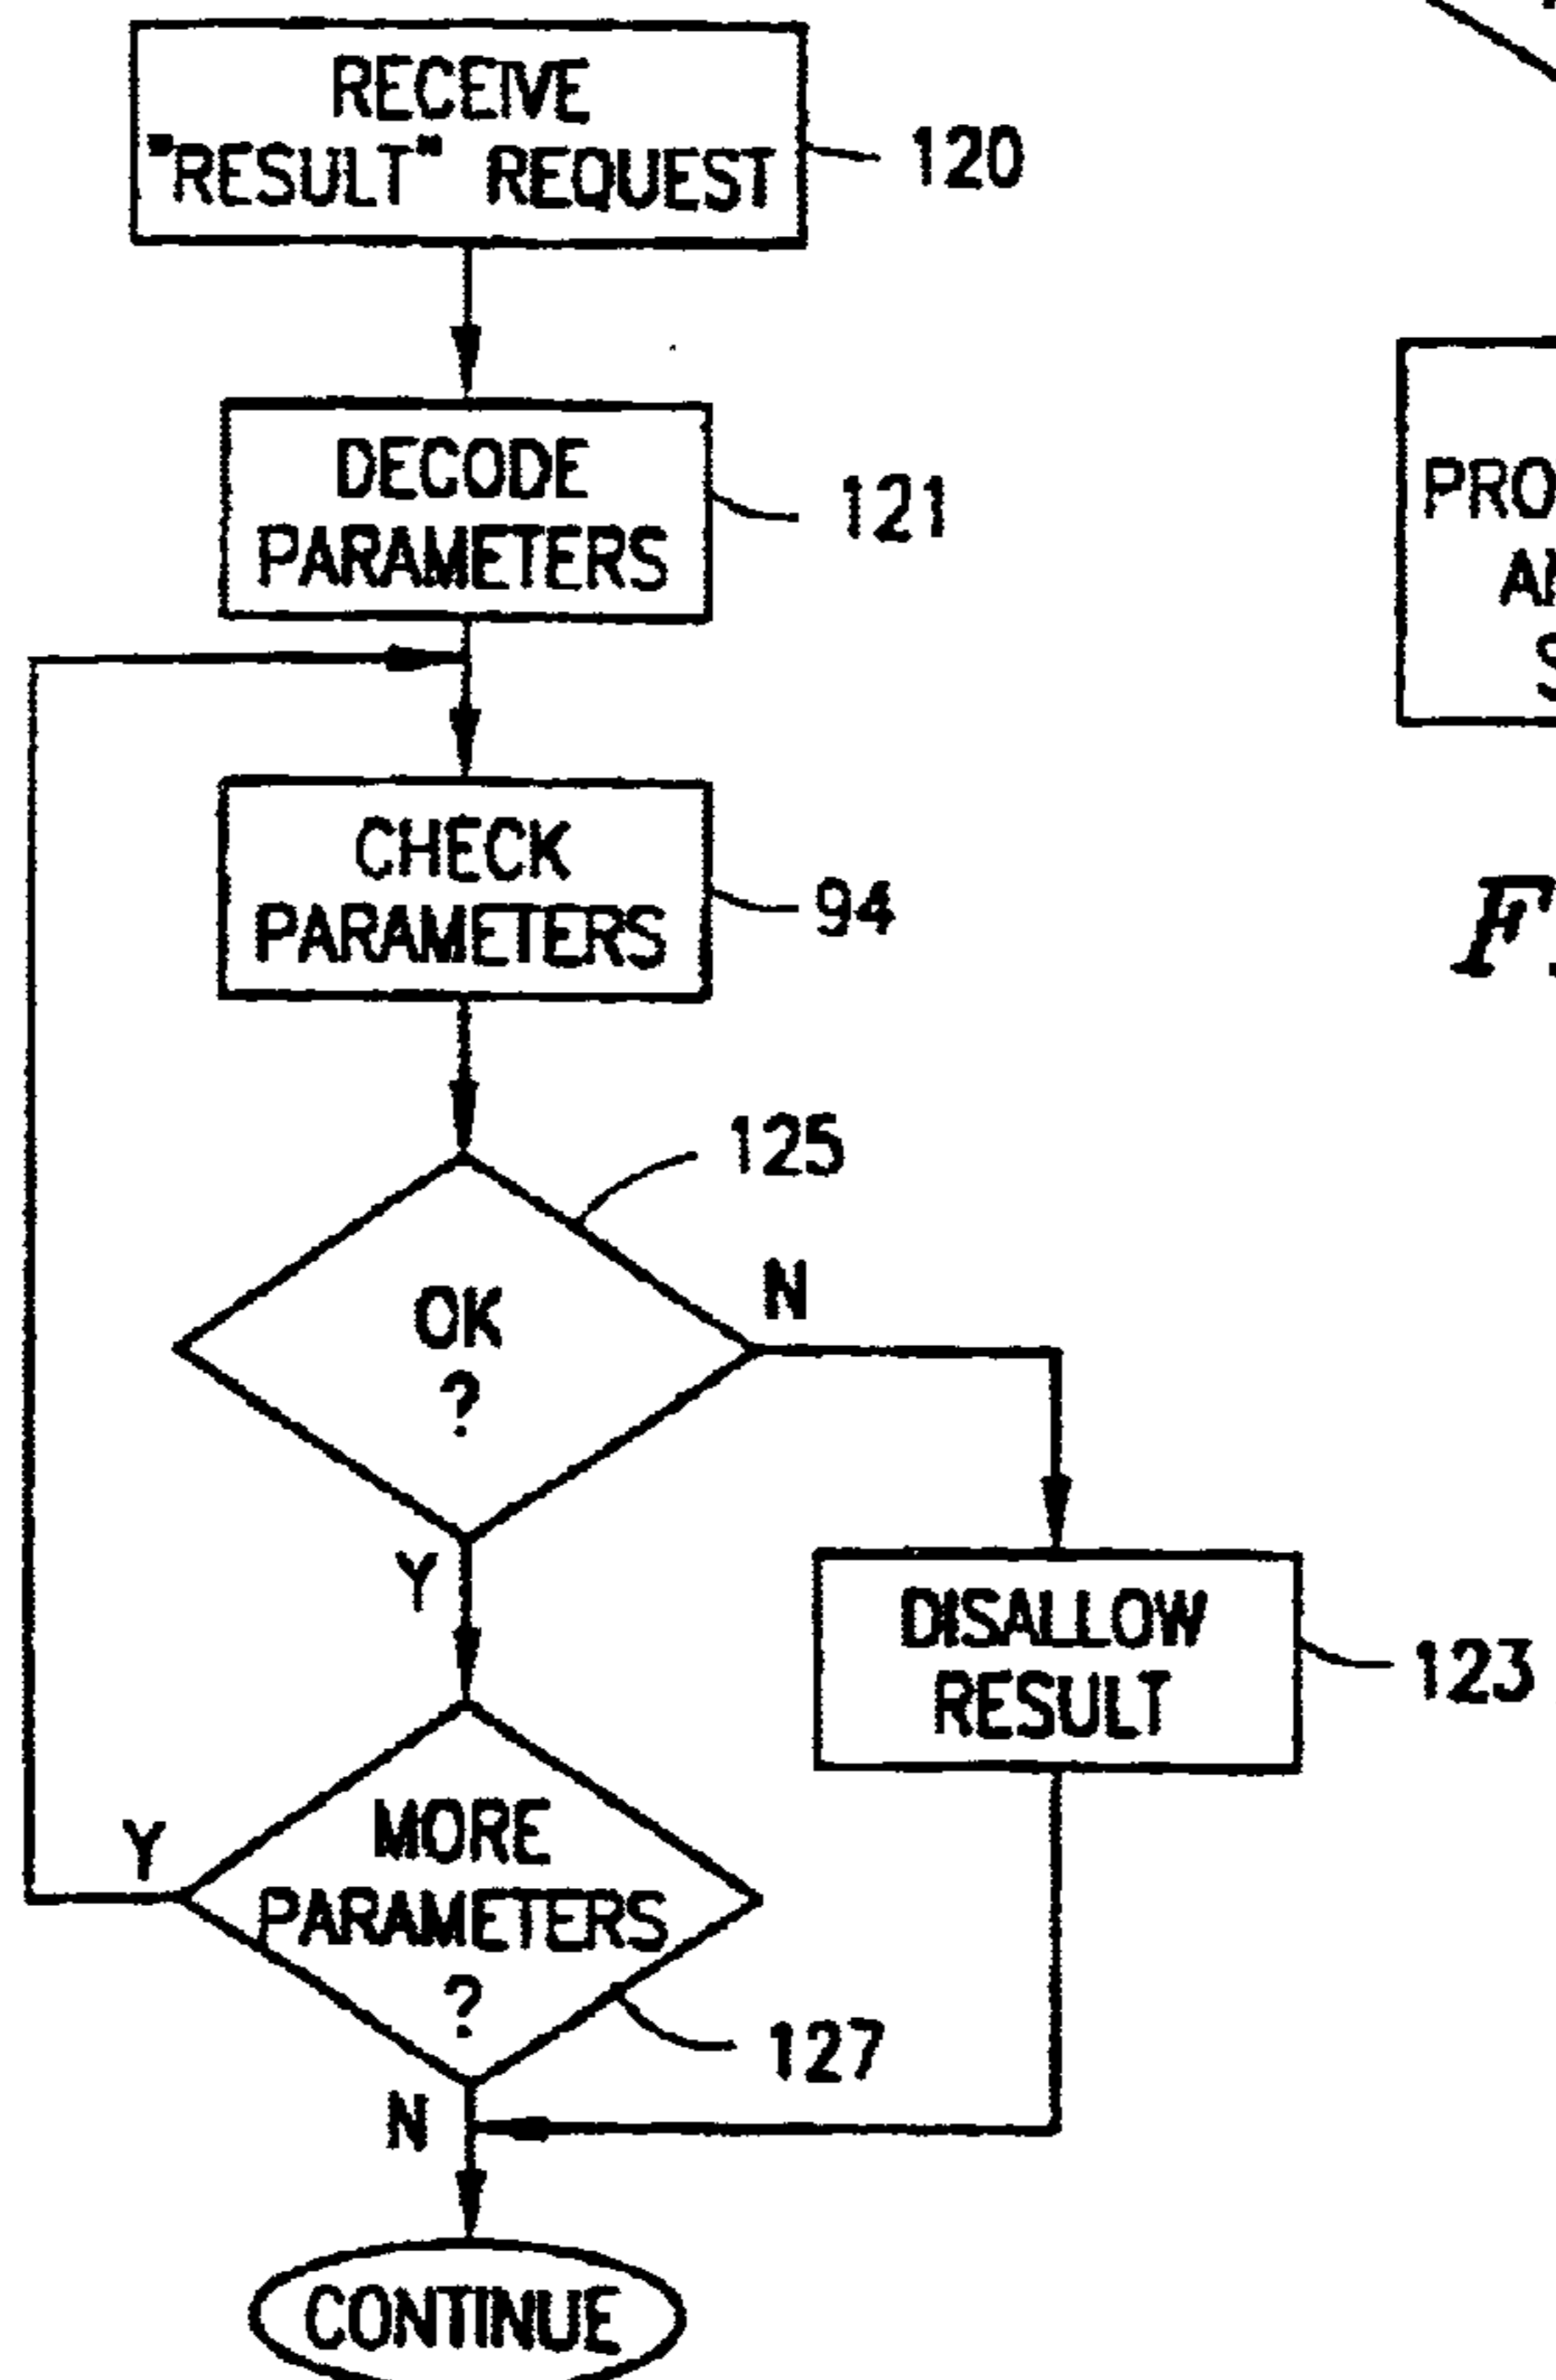 RECEIVE
"RESULT" REQUEST
120
DECODE
PARAMETERS
121
CHECK
PARAMETERS
94
125
OK
?
N
Y
DISALLOW
RESULT
123
MORE
PARAMETERS
?
Y
127
N
CONTINUE